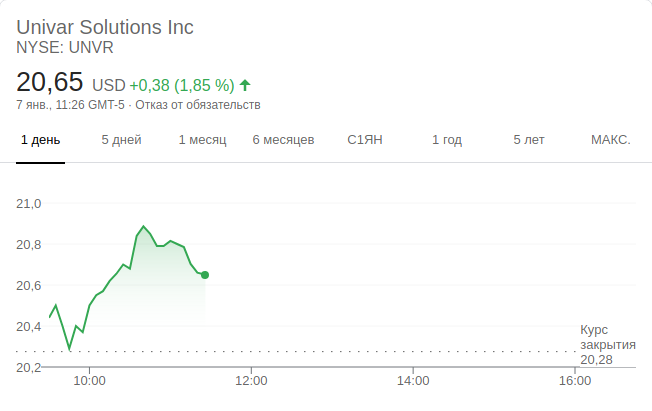 Univar Solutions Inc
NYSE: UNVR
20,65 USD +0,38 (1,85 %)
7 янв., 11:26 GMT-5 · Отказ от обязательств
1 день 5 дней 1 месяц 6 месяцев С1ЯН 1 год 5 лет МАКС.
21,0
20,8
20,6
20,4
Курс
закрытия
20,28
20,2
10:00 12:00 14:00 16:00